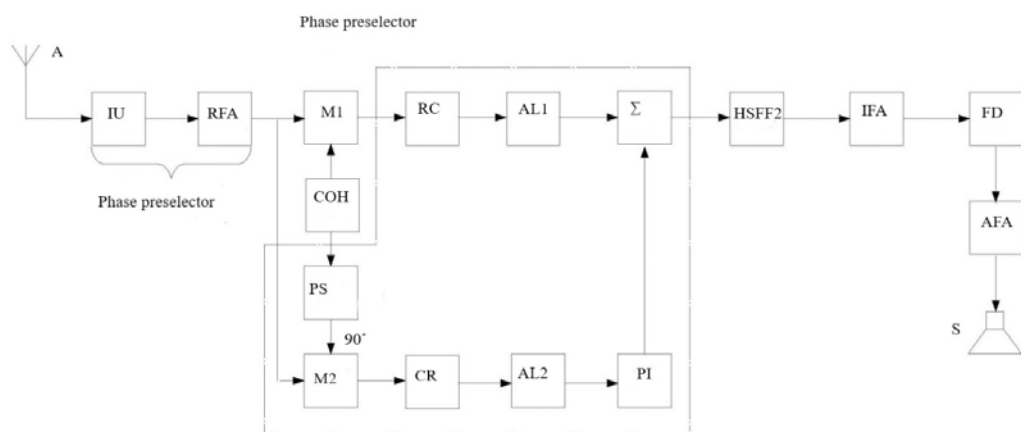 Phase preselector
A
IU
RFA
M1
RC
AL1
Σ
HSFF2
IFA
FD
Phase preselector
COH
AFA
PS
90°
S
M2
CR
AL2
PI